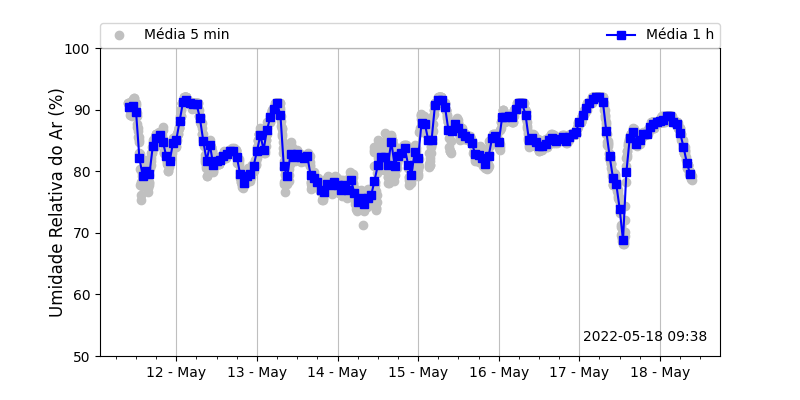 Média 5 min
Média 1 h
Umidade Relativa do Ar (%)
100
90
80
70
60
50
2022-05-18 09:38
12 - May
13 - May
14 - May
15 - May
16 - May
17 - May
18 - May